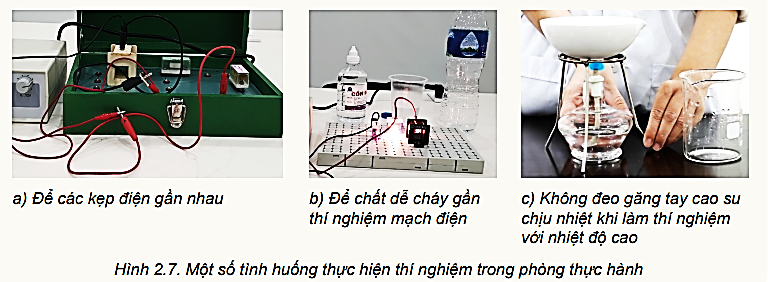 CỒN
a) Để các kẹp điện gần nhau
b) Để chất dễ cháy gần
thí nghiệm mạch điện
c) Không đeo găng tay cao su
chịu nhiệt khi làm thí nghiệm
với nhiệt độ cao
Hình 2.7. Một số tình huống thực hiện thí nghiệm trong phòng thực hành